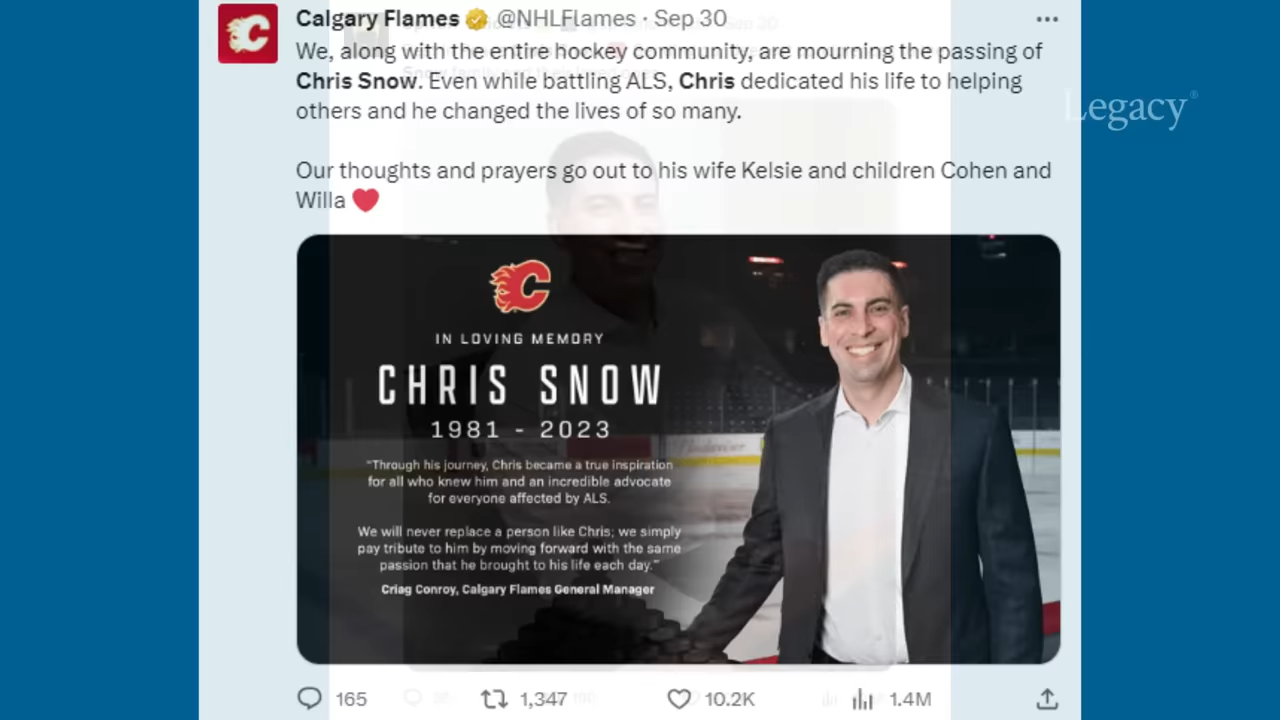 Calgary Flames @NHLFlames · Sep 30
We, along with the entire hockey community, are mourning the passing of
Chris Snow. Even while battling ALS, Chris dedicated his life to helping
others and he changed the lives of so many.
Legacy®
Our thoughts and prayers go out to his wife Kelsie and children Cohen and
Willa ❤️
IN LOVING MEMORY
CHRIS SNOW
1981 - 2023
"Through his journey, Chris became a true inspiration
for all who knew him and an incredible advocate
for everyone affected by ALS.
We will never replace a person like Chris; we simply
pay tribute to him by moving forward with the same
passion that he brought to his life each day."
Criag Conroy, Calgary Flames General Manager
Budweiser
165 1,347 10.2K 1.4M